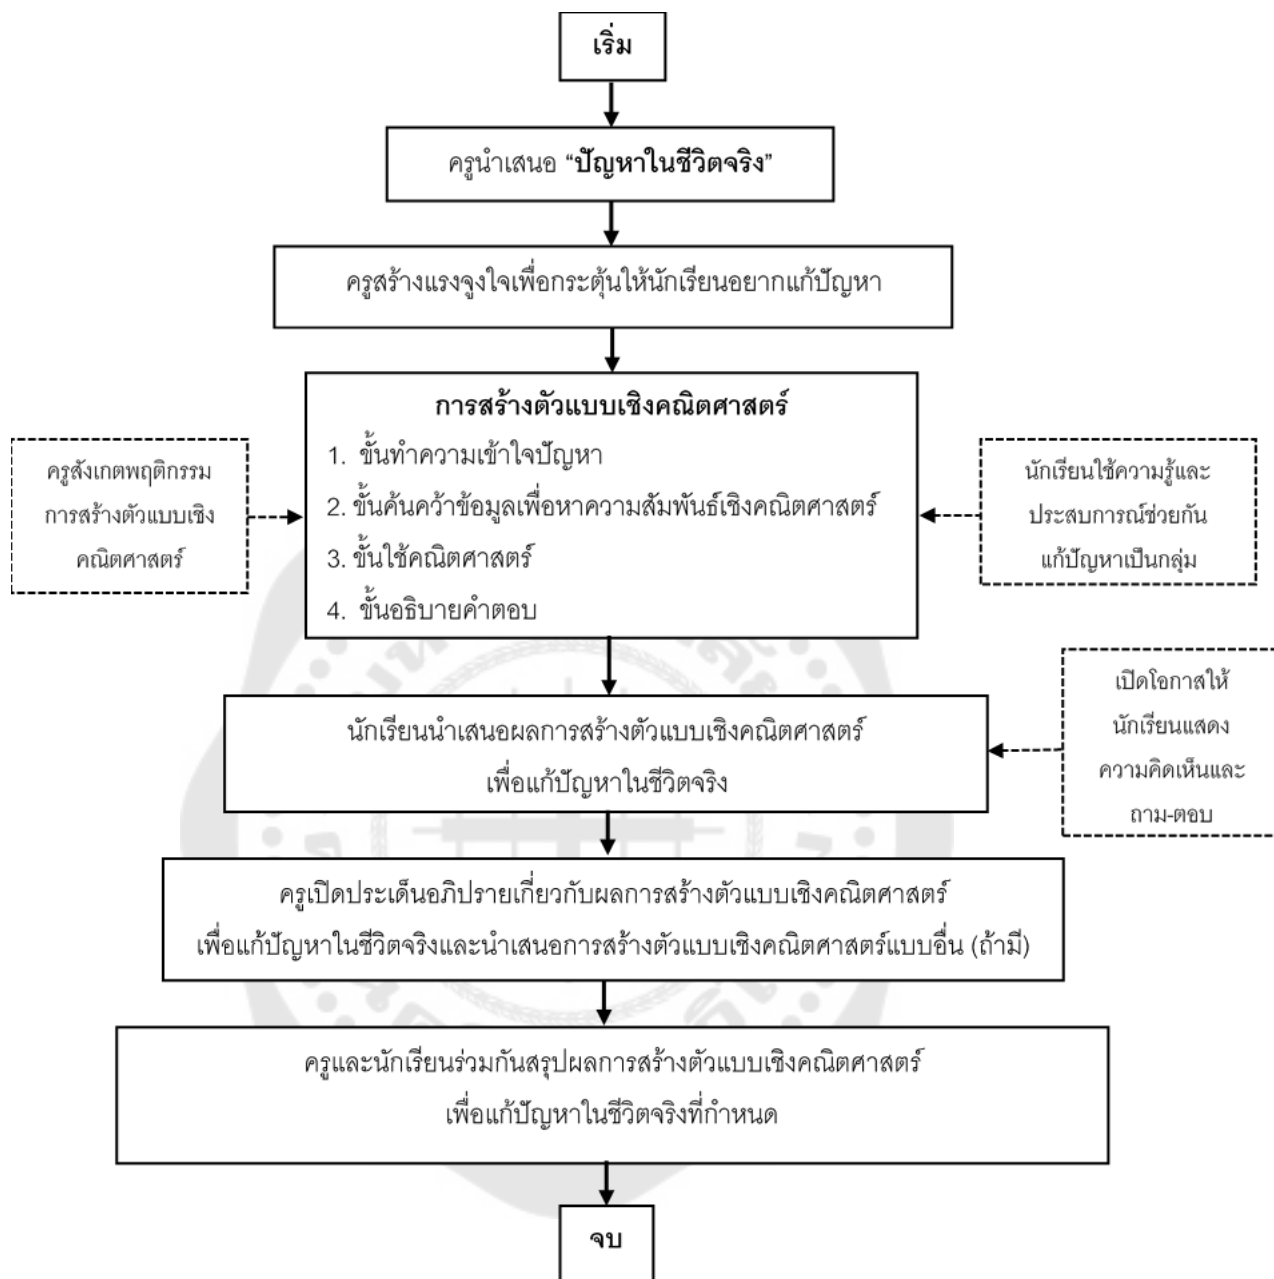 เริ่ม
ครูนำเสนอ “ปัญหาในชีวิตจริง”
ครูสร้างแรงจูงใจเพื่อกระตุ้นให้นักเรียนอยากแก้ปัญหา
การสร้างตัวแบบเชิงคณิตศาสตร์
1. ขั้นทำความเข้าใจปัญหา
2. ขั้นค้นคว้าข้อมูลเพื่อหาความสัมพันธ์เชิงคณิตศาสตร์
3. ขั้นใช้คณิตศาสตร์
4. ขั้นอธิบายคำตอบ
ครูสังเกตพฤติกรรม
การสร้างตัวแบบเชิง
คณิตศาสตร์
นักเรียนใช้ความรู้และ
ประสบการณ์ช่วยกัน
แก้ปัญหาเป็นกลุ่ม
นักเรียนนำเสนอผลการสร้างตัวแบบเชิงคณิตศาสตร์
เพื่อแก้ปัญหาในชีวิตจริง
เปิดโอกาสให้
นักเรียนแสดง
ความคิดเห็นและ
ถาม-ตอบ
ครูเปิดประเด็นอภิปรายเกี่ยวกับผลการสร้างตัวแบบเชิงคณิตศาสตร์
เพื่อแก้ปัญหาในชีวิตจริงและนำเสนอการสร้างตัวแบบเชิงคณิตศาสตร์แบบอื่น (ถ้ามี)
ครูและนักเรียนร่วมกันสรุปผลการสร้างตัวแบบเชิงคณิตศาสตร์
เพื่อแก้ปัญหาในชีวิตจริงที่กำหนด
จบ